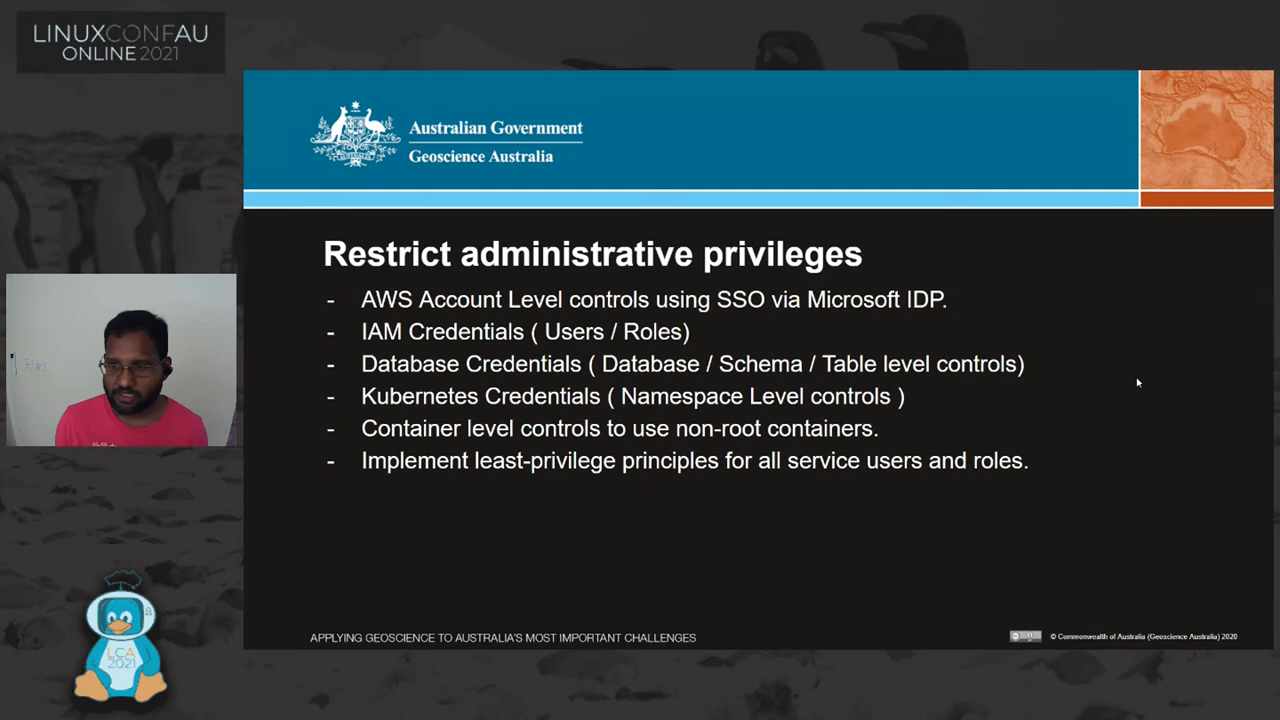 LINUXCONFAU
ONLINE 2021
Australian Government
Geoscience Australia
Restrict administrative privileges
- AWS Account Level controls using SSO via Microsoft IDP.
- IAM Credentials ( Users / Roles)
- Database Credentials ( Database / Schema / Table level controls)
- Kubernetes Credentials ( Namespace Level controls )
- Container level controls to use non-root containers.
- Implement least-privilege principles for all service users and roles.
LCA
2021
APPLYING GEOSCIENCE TO AUSTRALIA'S MOST IMPORTANT CHALLENGES
© Commonwealth of Australia (Geoscience Australia) 2020